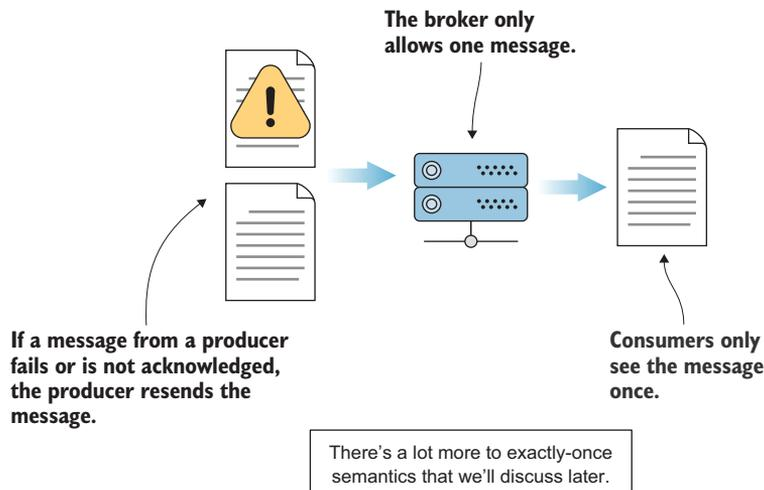 The broker only
allows one message.
If a message from a producer
fails or is not acknowledged,
the producer resends the
message.
Consumers only
see the message
once.
There's a lot more to exactly-once
semantics that we'll discuss later.